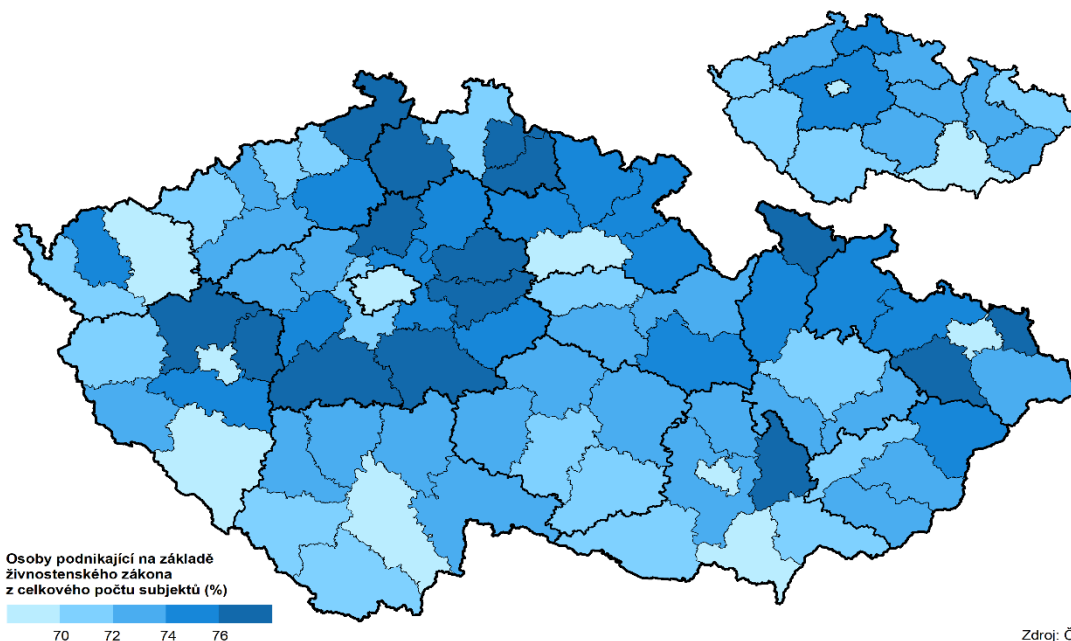 Osoby podnikající na základě
živnostenského zákona
z celkového počtu subjektů (%)
70 72 74 76
Zdroj: Č